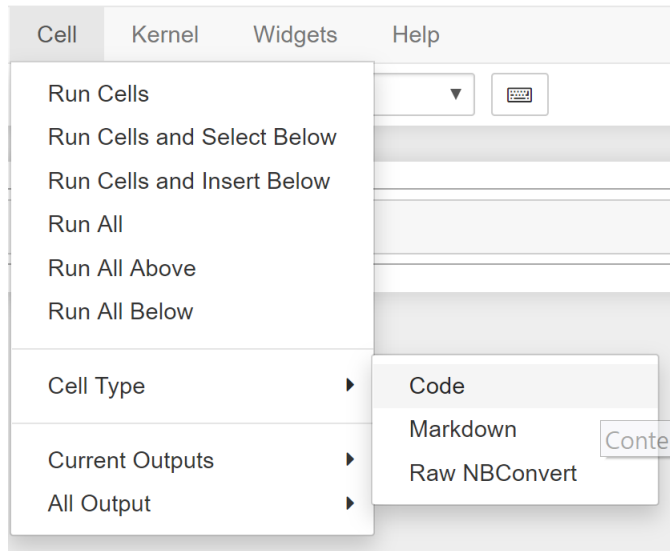 Cell Kernel Widgets Help
Run Cells
Run Cells and Select Below
Run Cells and Insert Below
Run All
Run All Above
Run All Below
Cell Type
Code
Markdown
Conte
Raw NBConvert
Current Outputs
All Output